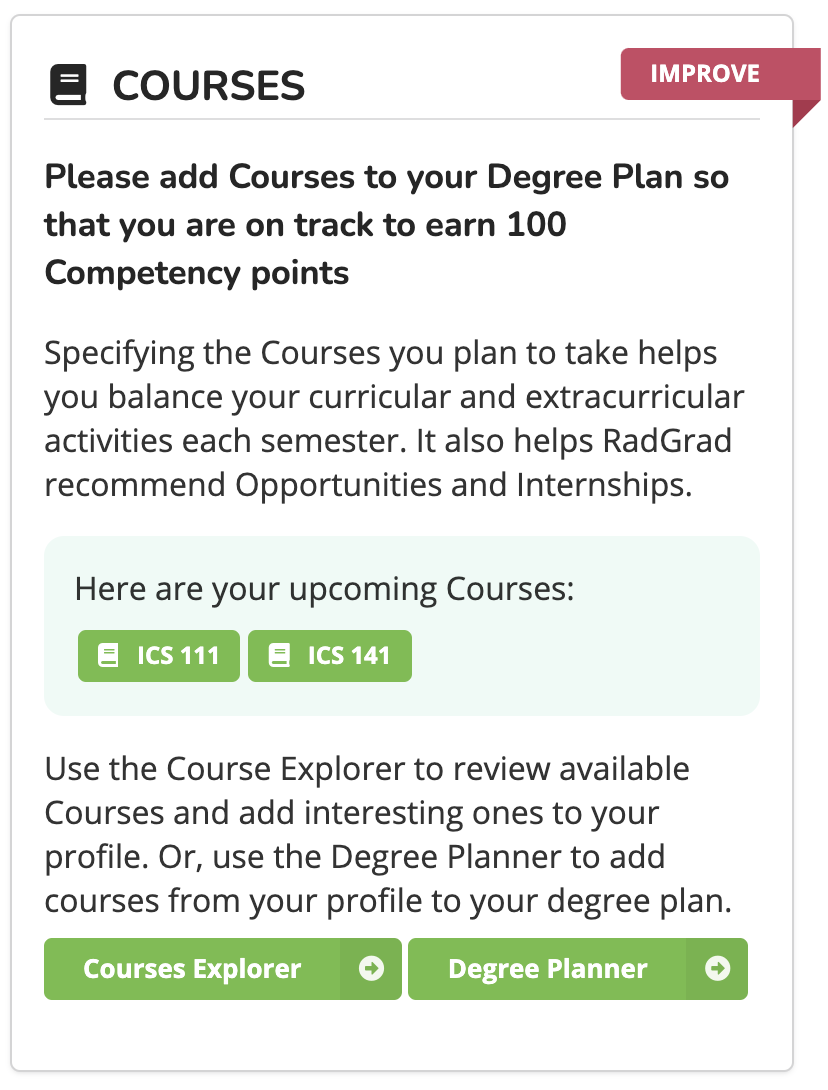 COURSES
IMPROVE
Please add Courses to your Degree Plan so
that you are on track to earn 100
Competency points
Specifying the Courses you plan to take helps
you balance your curricular and extracurricular
activities each semester. It also helps RadGrad
recommend Opportunities and Internships.
Here are your upcoming Courses:
ICS 111 ICS 141
Use the Course Explorer to review available
Courses and add interesting ones to your
profile. Or, use the Degree Planner to add
courses from your profile to your degree plan.
Courses Explorer Degree Planner